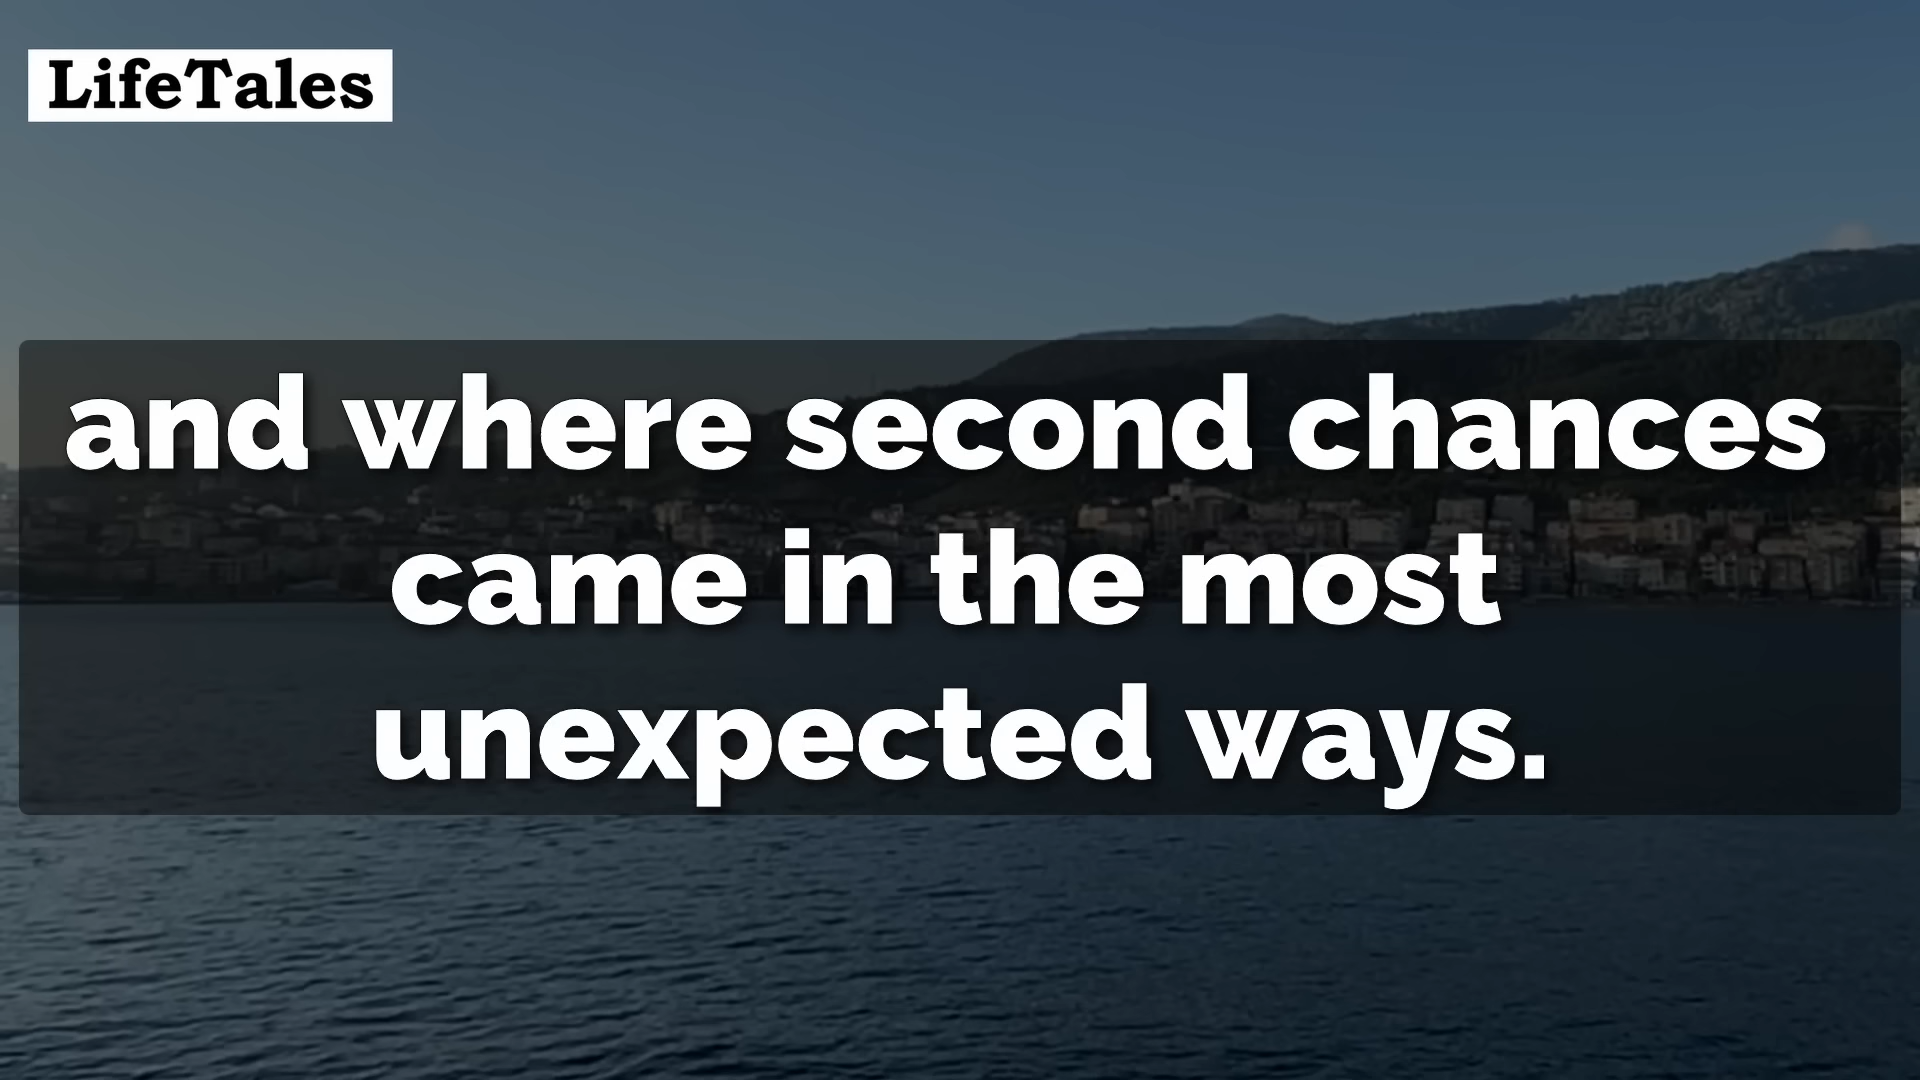 LifeTales
and where second chances
came in the most
unexpected ways.